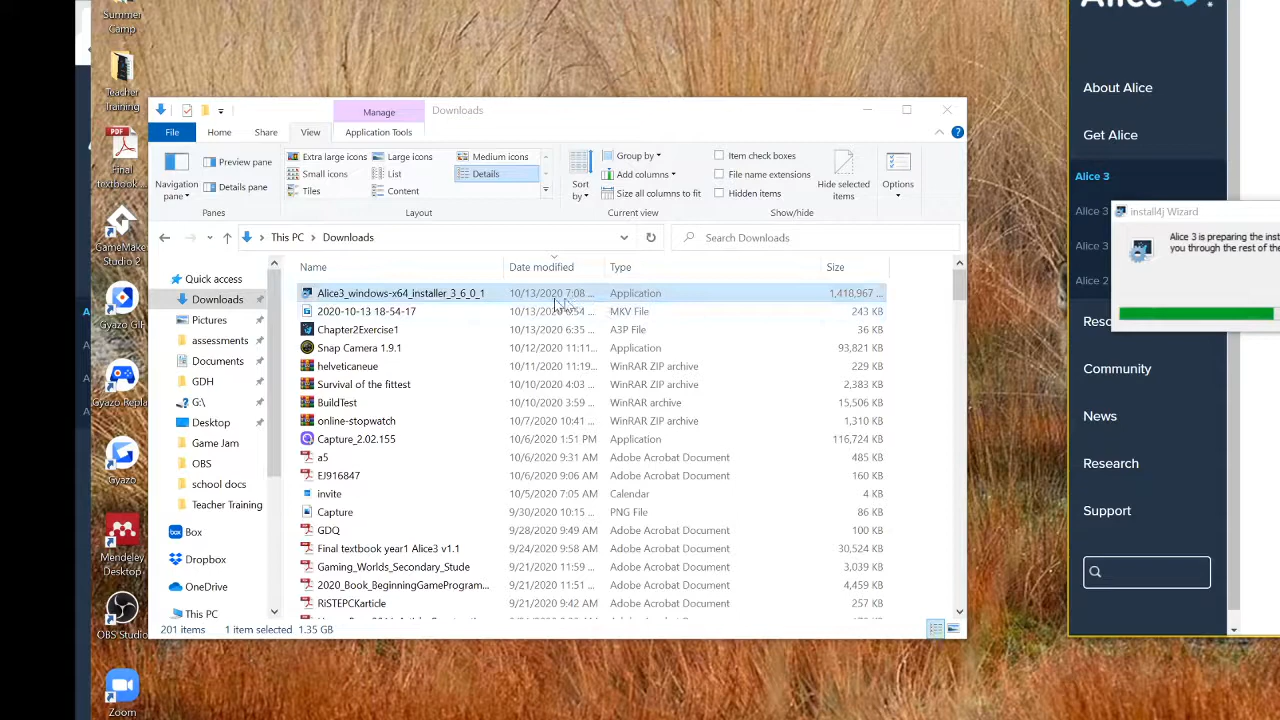 Summer
Camp
Teacher
Training
PDF
Final
textbook...
GameMaker
Studio 2
Gyazo GIF
Gyazo Repla
Gyazo
Mendeley
Desktop
OBS Studio
Zoom
Manage
Downloads
File
Home
Share
View
Application Tools
Navigation
pane
Preview pane
Details pane
Panes
Extra large icons
Large icons
Medium icons
Small icons
List
Details
Tiles
Content
Layout
Sort
by
Group by
Add columns
Size all columns to fit
Current view
Item check boxes
File name extensions
Hidden items
Hide selected
items
Show/hide
Options
This PC > Downloads
Search Downloads
Quick access
Downloads
Pictures
assessments
Documents
GDH
G:\
Desktop
Game Jam
OBS
school docs
Teacher Training
Box
Dropbox
OneDrive
This PC
Name Date modified Type Size
Alice3_windows-x64_installer_3_6_0_1 10/13/2020 7:08 ... Application 1,418,967 ...
2020-10-13 18-54-17 MKV File 243 KB
Chapter2Exercise1 10/13/2020 6:35 ... A3P File 36 KB
Snap Camera 1.9.1 10/12/2020 11:11... Application 93,821 KB
helveticaneue 10/11/2020 11:19... WinRAR ZIP archive 229 KB
Survival of the fittest 10/10/2020 4:03 ... WinRAR ZIP archive 2,383 KB
BuildTest 10/10/2020 3:59 ... WinRAR archive 15,506 KB
online-stopwatch 10/7/2020 10:41 ... WinRAR ZIP archive 1,310 KB
Capture_2.02.155 10/6/2020 1:51 PM Application 116,724 KB
a5 10/6/2020 9:31 AM Adobe Acrobat Document 485 KB
EJ916847 10/6/2020 9:06 AM Adobe Acrobat Document 160 KB
invite 10/5/2020 7:05 AM Calendar 4 KB
Capture 9/30/2020 10:15 ... PNG File 86 KB
GDQ 9/28/2020 9:49 AM Adobe Acrobat Document 100 KB
Final textbook year1 Alice3 v1.1 9/24/2020 9:58 AM Adobe Acrobat Document 30,524 KB
Gaming_Worlds_Secondary_Stude 9/21/2020 11:59... Adobe Acrobat Document 3,039 KB
2020_Book_BeginningGameProgram... 9/21/2020 11:51 ... Adobe Acrobat Document 4,459 KB
RiSTEPCKarticle 9/21/2020 9:42 AM Adobe Acrobat Document 257 KB
201 items 1 item selected 1.35 GB
Alice
About Alice
Get Alice
Alice 3
Alice 3
Alice 3
Alice 2
Reso
Community
News
Research
Support
install4j Wizard
Alice 3 is preparing the inst
you through the rest of the